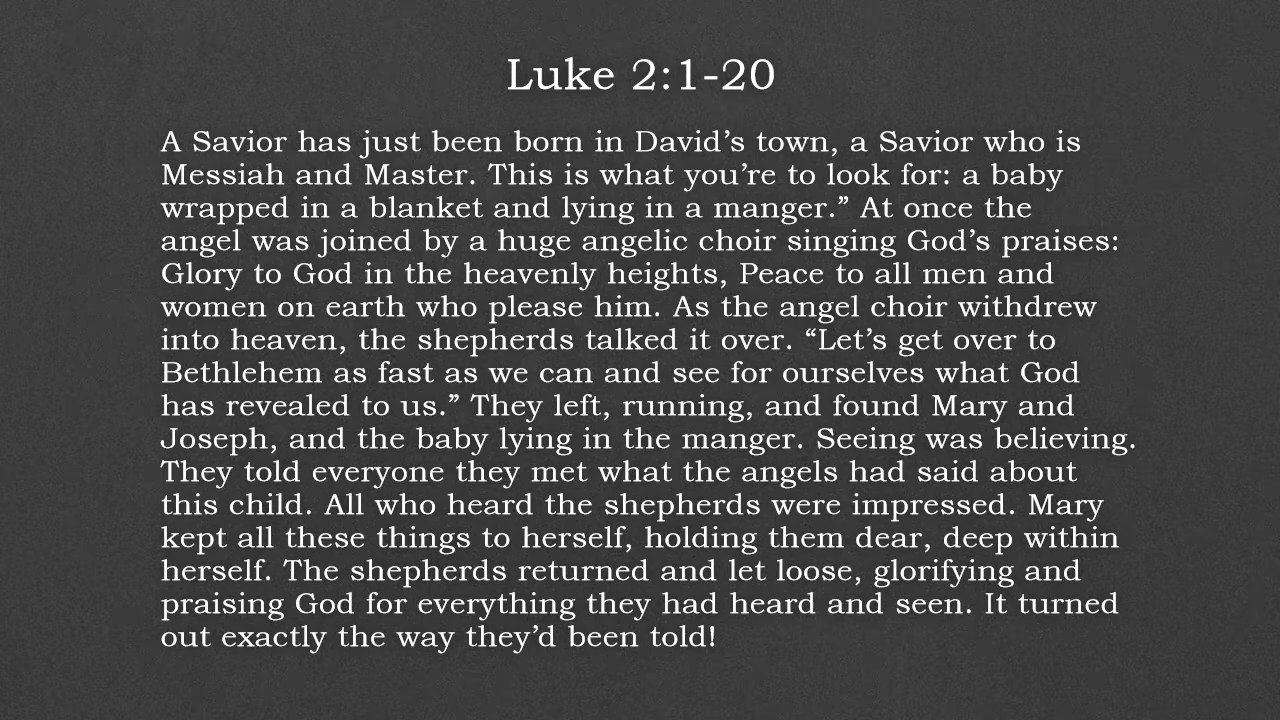 Luke 2:1-20
A Savior has just been born in David’s town, a Savior who is
Messiah and Master. This is what you’re to look for: a baby
wrapped in a blanket and lying in a manger.” At once the
angel was joined by a huge angelic choir singing God’s praises:
Glory to God in the heavenly heights, Peace to all men and
women on earth who please him. As the angel choir withdrew
into heaven, the shepherds talked it over. “Let’s get over to
Bethlehem as fast as we can and see for ourselves what God
has revealed to us.” They left, running, and found Mary and
Joseph, and the baby lying in the manger. Seeing was believing.
They told everyone they met what the angels had said about
this child. All who heard the shepherds were impressed. Mary
kept all these things to herself, holding them dear, deep within
herself. The shepherds returned and let loose, glorifying and
praising God for everything they had heard and seen. It turned
out exactly the way they’d been told!